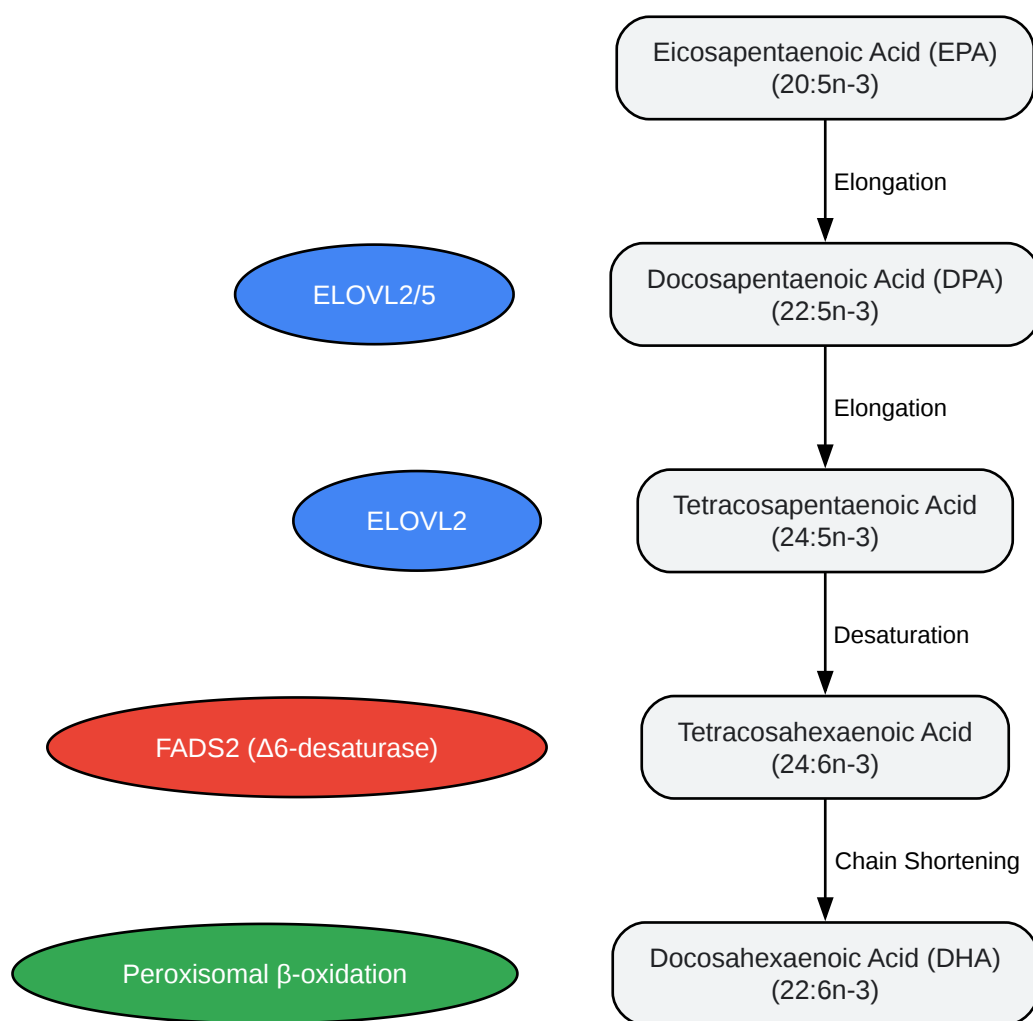 Eicosapentaenoic Acid (EPA)
(20:5n-3)
Elongation
ELOVL2/5
Docosapentaenoic Acid (DPA)
(22:5n-3)
Elongation
ELOVL2
Tetracosapentaenoic Acid
(24:5n-3)
Desaturation
FADS2 (Δ6-desaturase)
Tetracosahexaenoic Acid
(24:6n-3)
Chain Shortening
Peroxisomal β-oxidation
Docosahexaenoic Acid (DHA)
(22:6n-3)